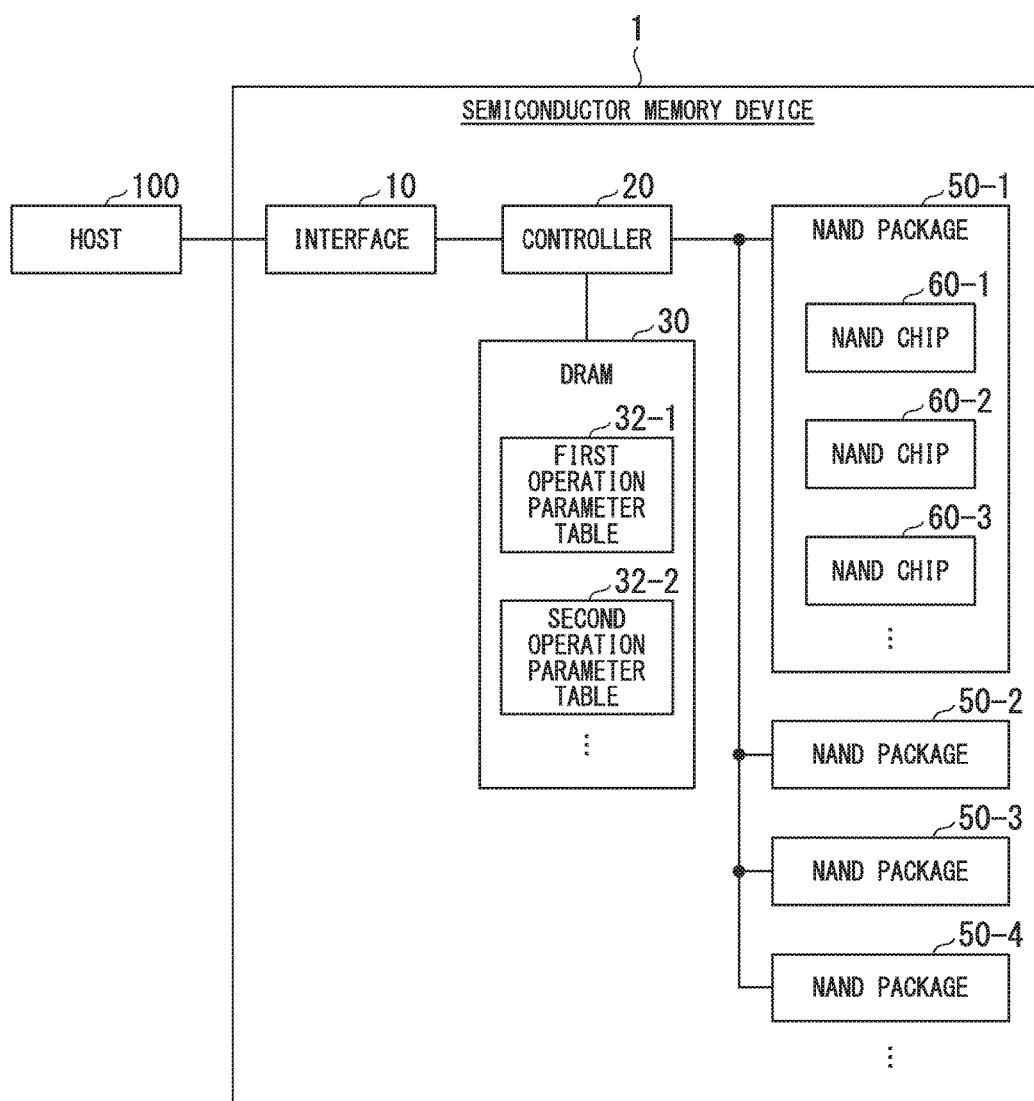 1
SEMICONDUCTOR MEMORY DEVICE
100
10
20
50-1
HOST
INTERFACE
CONTROLLER
NAND PACKAGE
60-1
NAND CHIP
30
DRAM
60-2
NAND CHIP
32-1
FIRST
OPERATION
PARAMETER
TABLE
60-3
NAND CHIP
32-2
SECOND
OPERATION
PARAMETER
TABLE
50-2
NAND PACKAGE
50-3
NAND PACKAGE
50-4
NAND PACKAGE